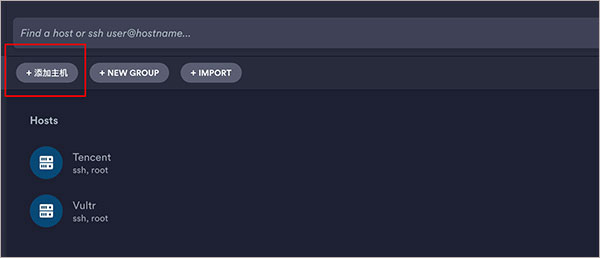 Find a host or ssh user@hostname...
+ 添加主机 + NEW GROUP + IMPORT
Hosts
Tencent
ssh, root
Vultr
ssh, root